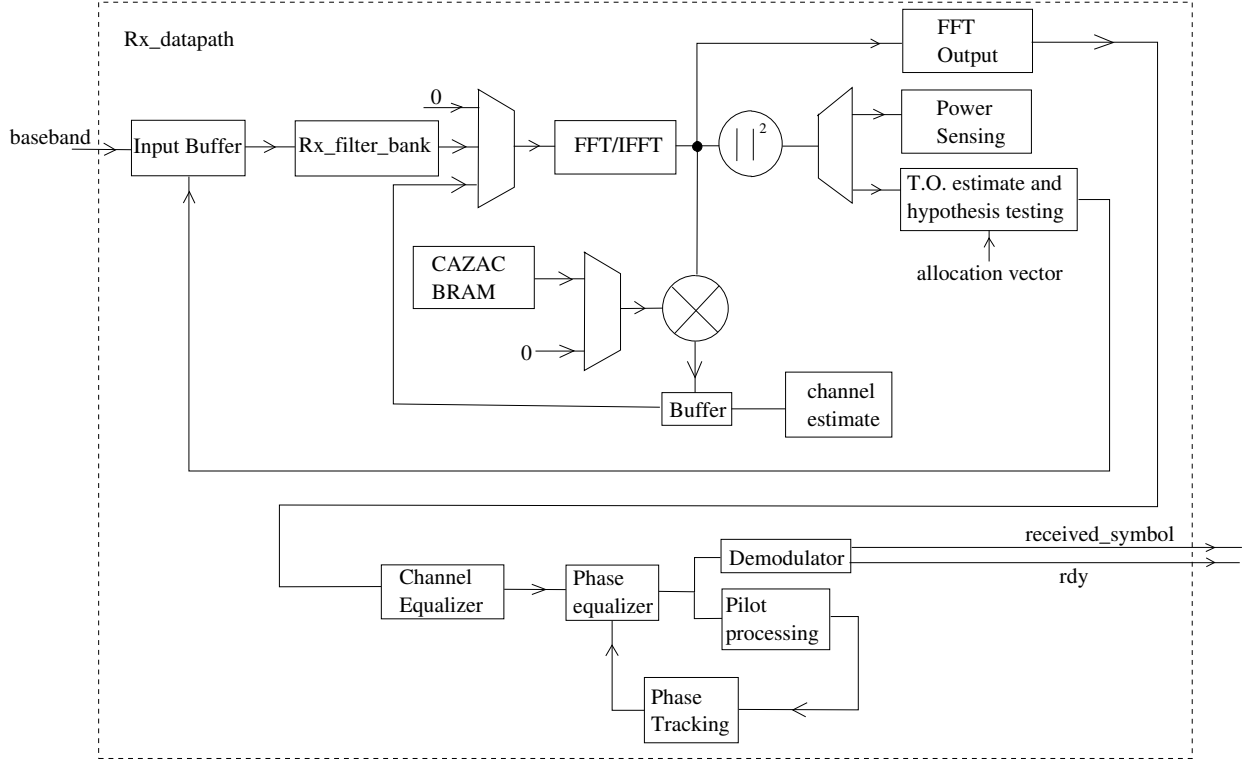 Rx_datapath
FFT
Output
0
baseband
Input Buffer
Rx_filter_bank
FFT/IFFT
| | 2
Power
Sensing
T.O. estimate and
hypothesis testing
allocation vector
CAZAC
BRAM
0
Buffer
channel
estimate
received_symbol
rdy
Channel
Equalizer
Phase
equalizer
Demodulator
Pilot
processing
Phase
Tracking